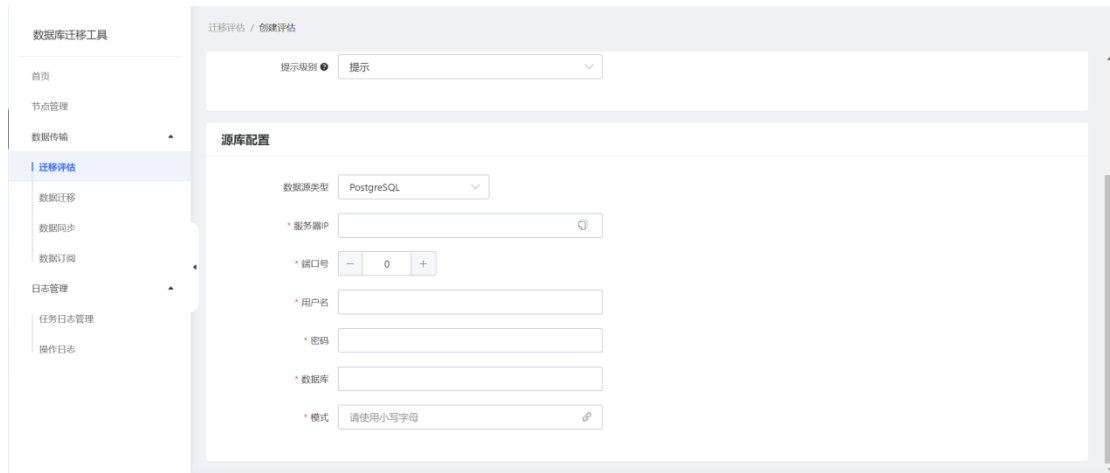 数据库迁移工具
首页
节点管理
数据传输
迁移评估
数据迁移
数据同步
数据订阅
日志管理
任务日志管理
操作日志
迁移评估 / 创建评估
提示级别 提示
源库配置
数据源类型 PostgreSQL
* 服务器IP
* 端口号 − 0 +
* 用户名
* 密码
* 数据库
* 模式 请使用小写字母